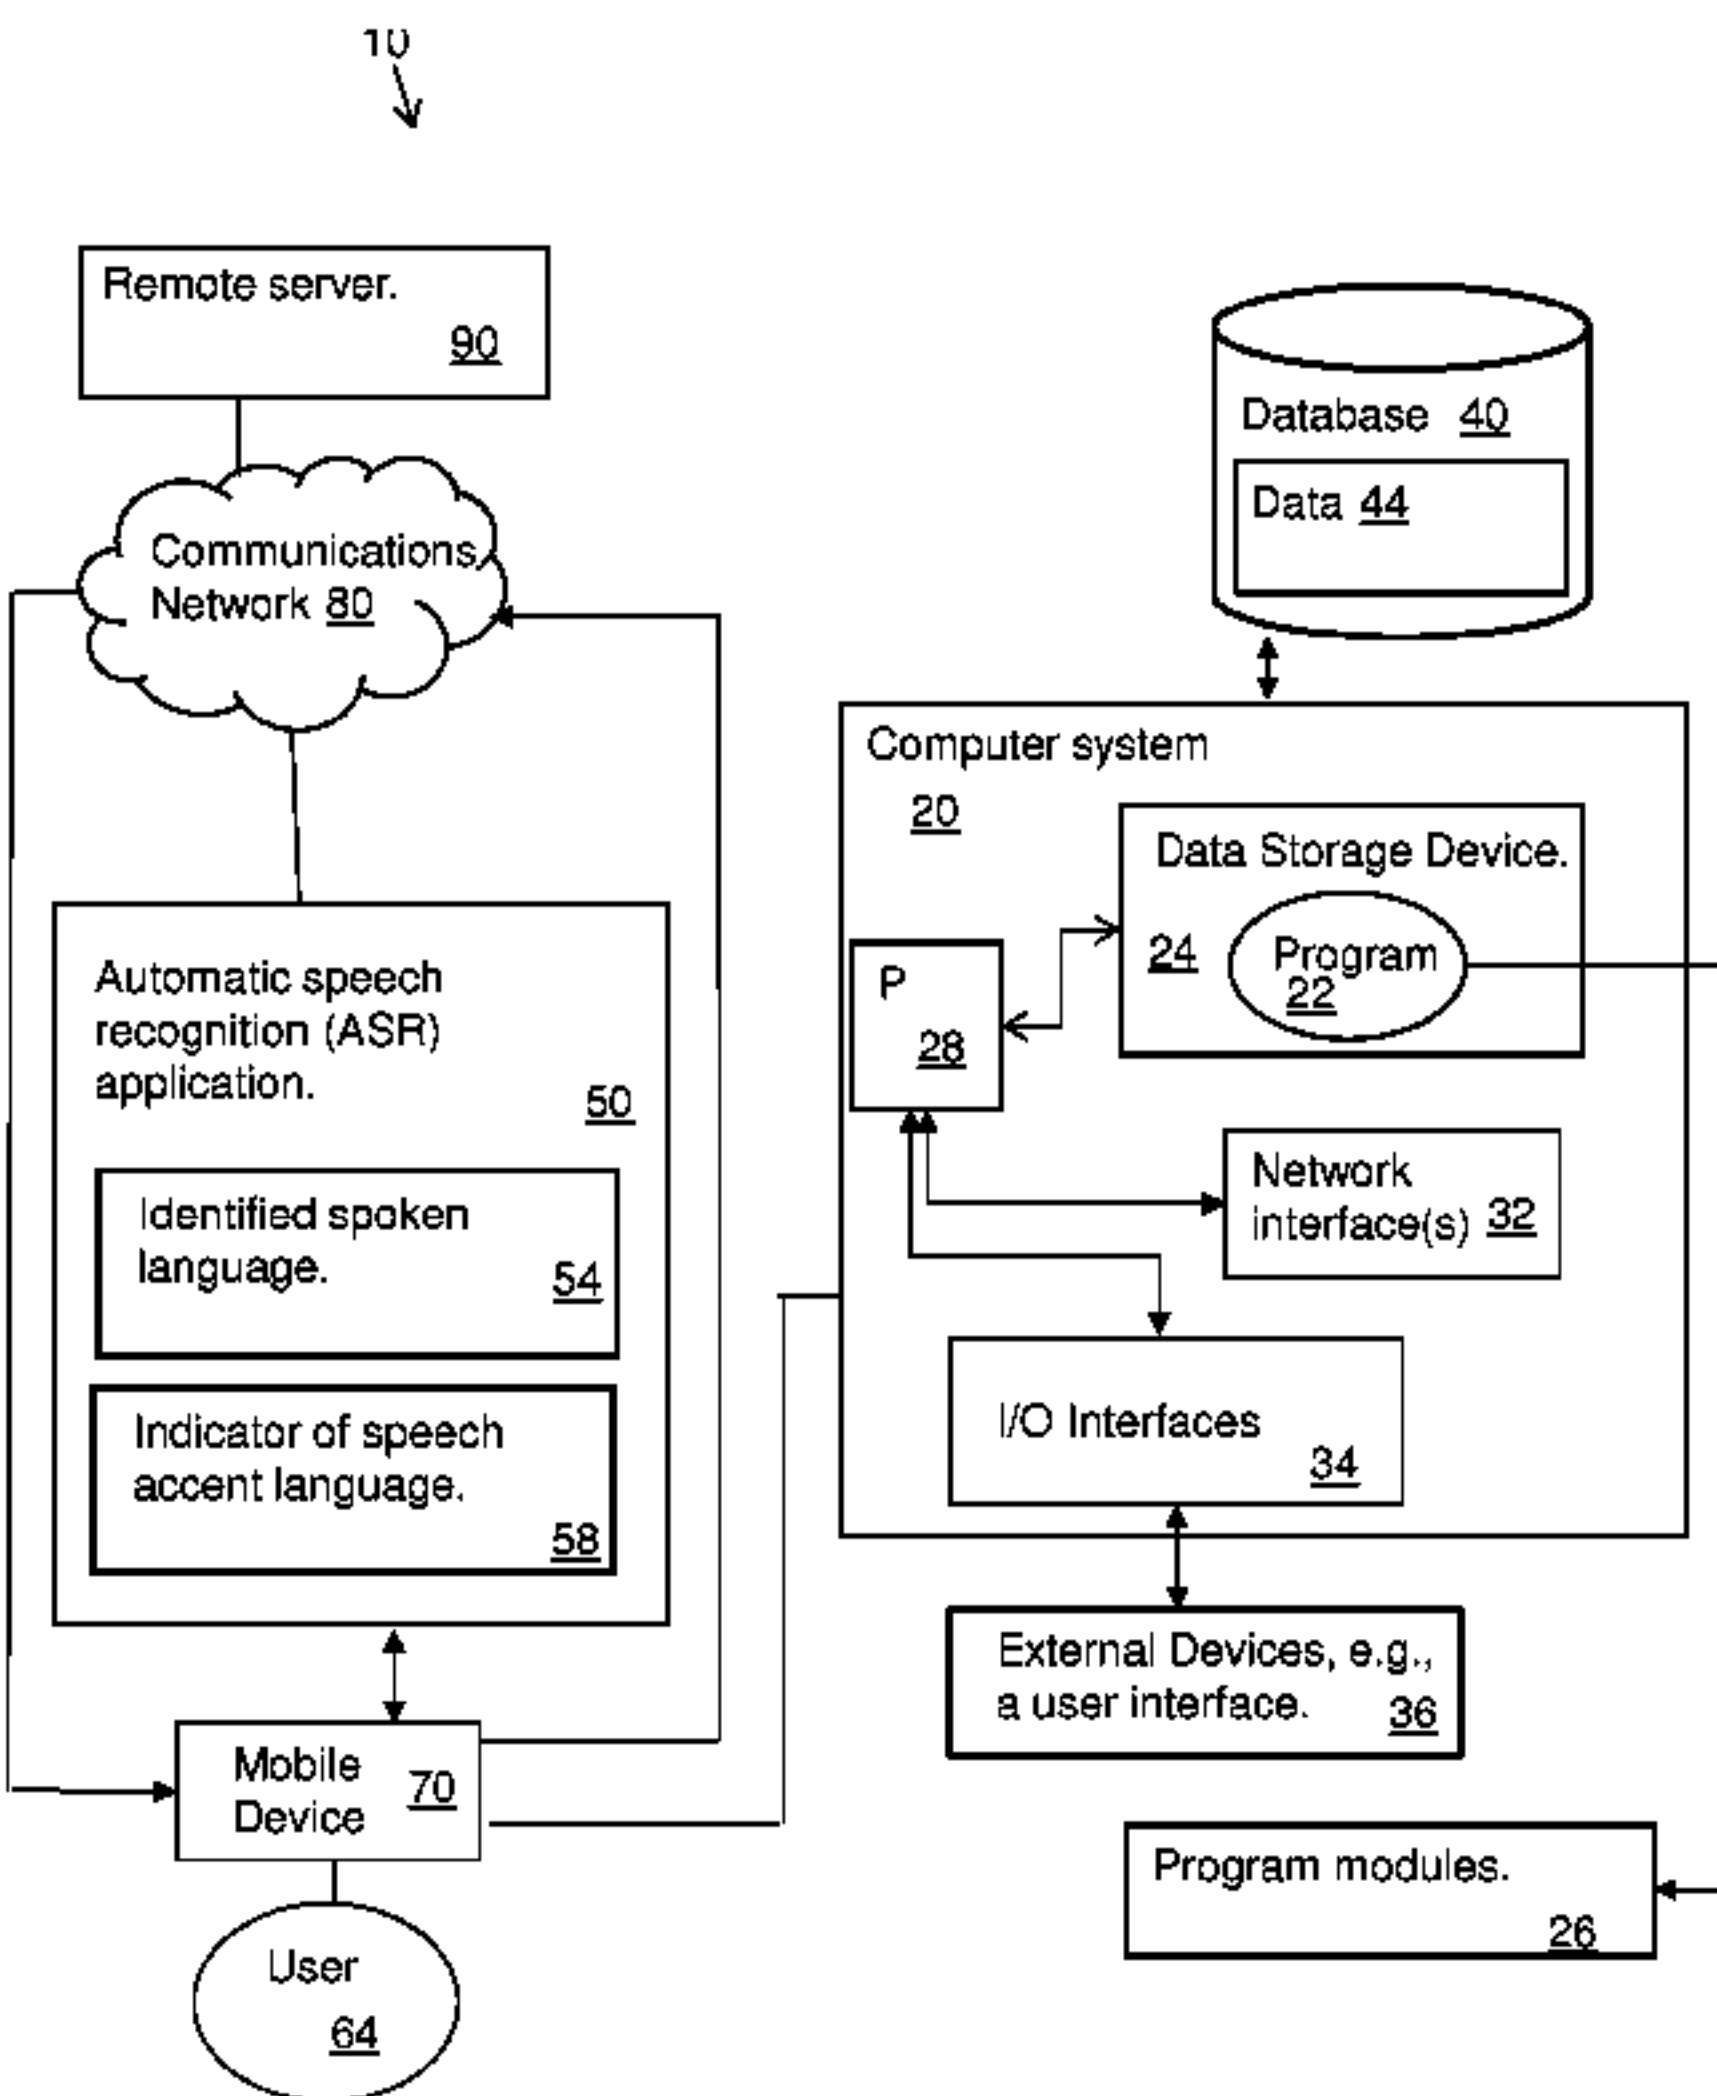 10
Remote server.
90
Communications
Network 80
Automatic speech
recognition (ASR)
application.
50
Identified spoken
language.
54
Indicator of speech
accent language.
58
Mobile
Device
70
User
64
Database 40
Data 44
Computer system
20
Data Storage Device.
24
Program
22
P
28
Network
interface(s) 32
I/O Interfaces
34
External Devices, e.g.,
a user interface.
36
Program modules.
26